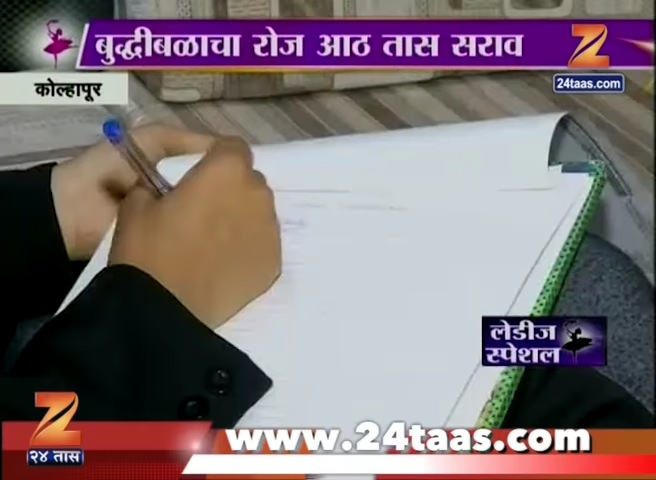 बुद्धीबळाचा रोज आठ तास सराव
24taas.com
कोल्हापूर
लेडीज
स्पेशल
२४ तास
www.24taas.com